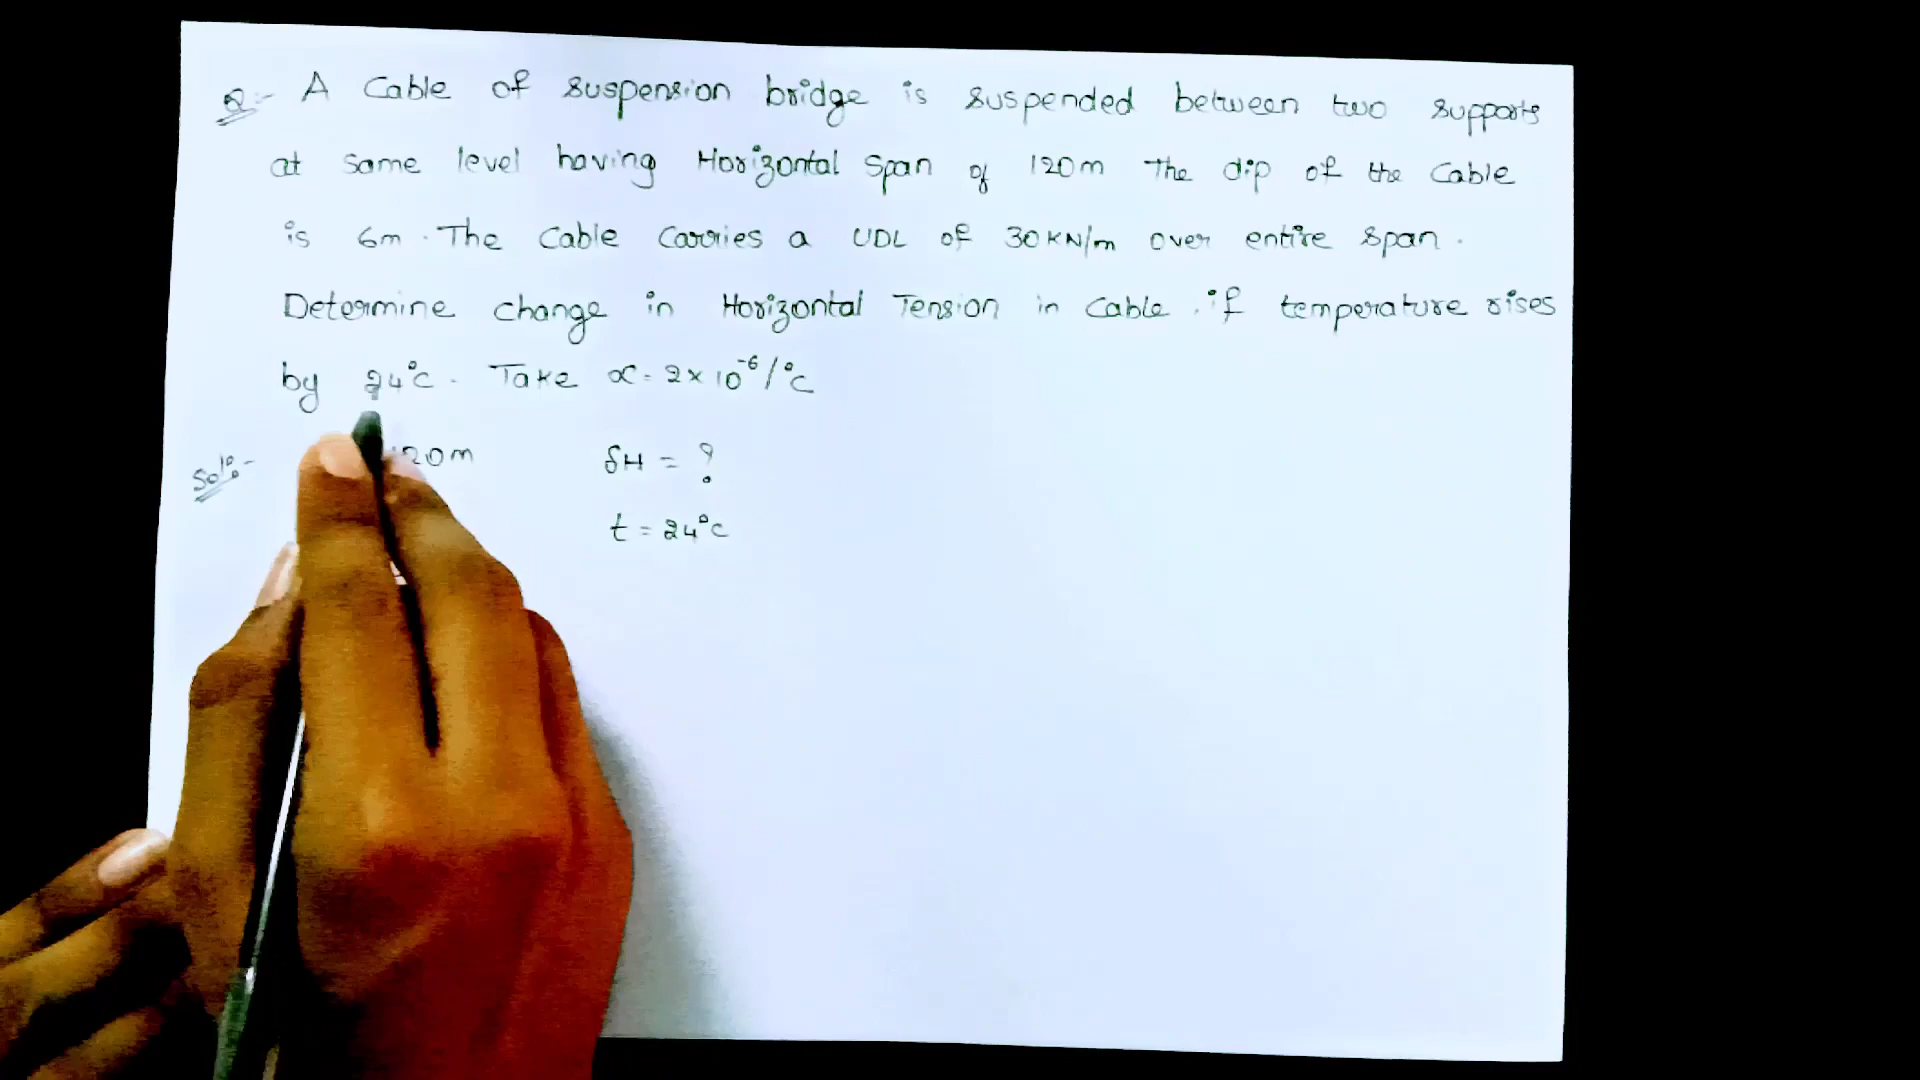 Q:- A Cable of suspension bridge is suspended between two supports
at same level having Horizontal span of 120m The dip of the Cable
is 6m. The Cable Carries a UDL of 30KN/m over entire span.
Determine change in Horizontal Tension in Cable. if temperature rises
by 24°C. Take α = 2 × 10⁻⁶/°C
Sol:- 20m δH = ?
t = 24°C